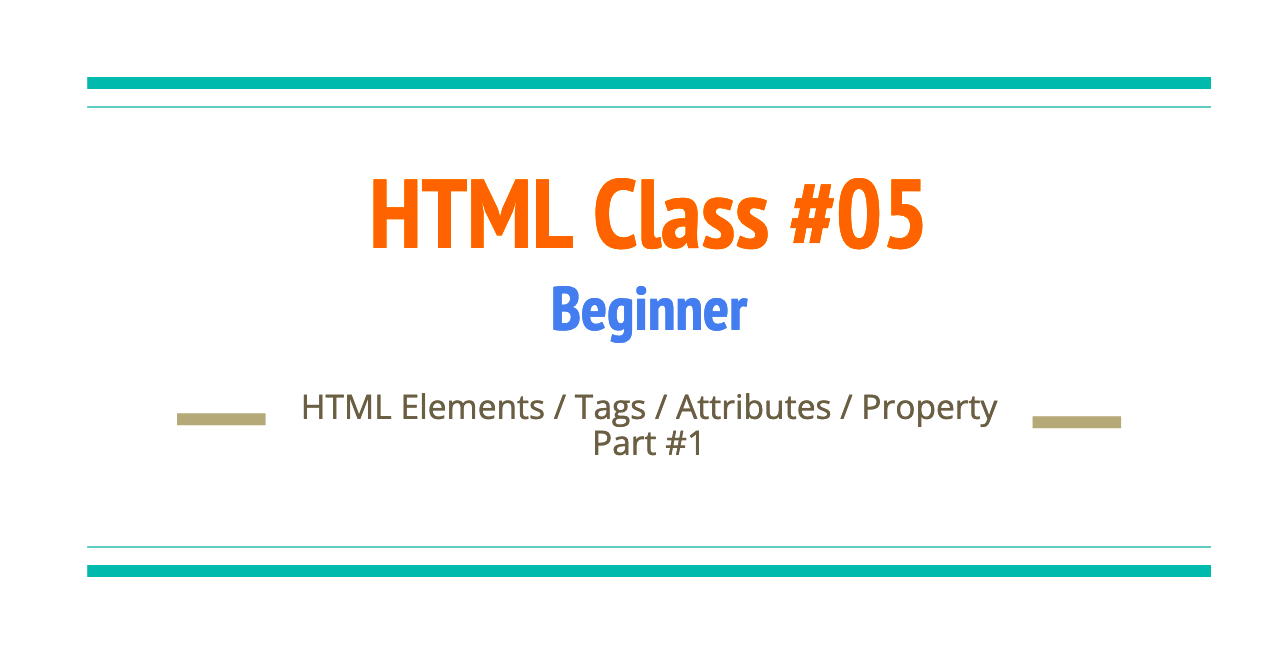 HTML Class #05
Beginner
HTML Elements / Tags / Attributes / Property
Part #1